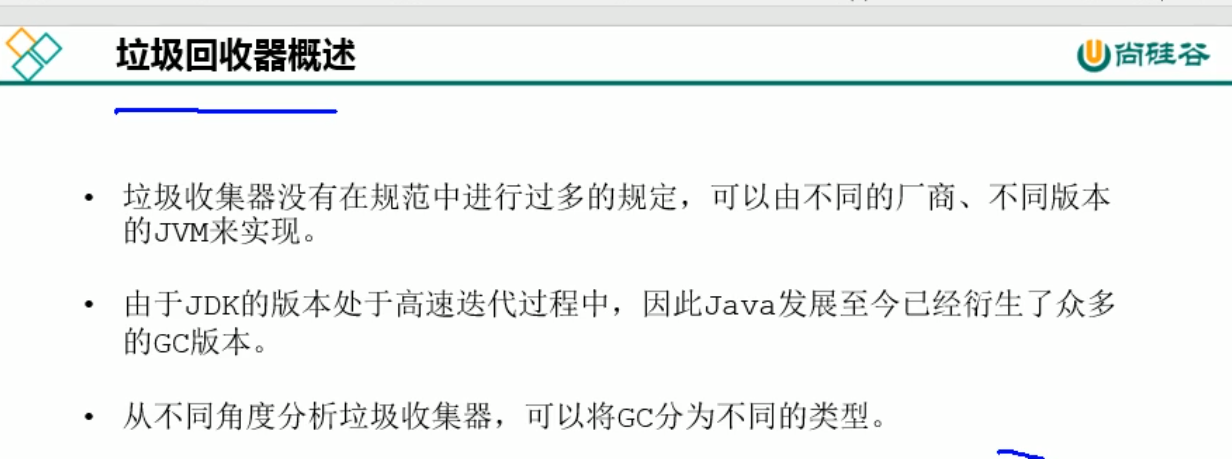 垃圾回收器概述
尚硅谷
• 垃圾收集器没有在规范中进行过多的规定，可以由不同的厂商、不同版本
的JVM来实现。
• 由于JDK的版本处于高速迭代过程中，因此Java发展至今已经衍生了众多
的GC版本。
• 从不同角度分析垃圾收集器，可以将GC分为不同的类型。